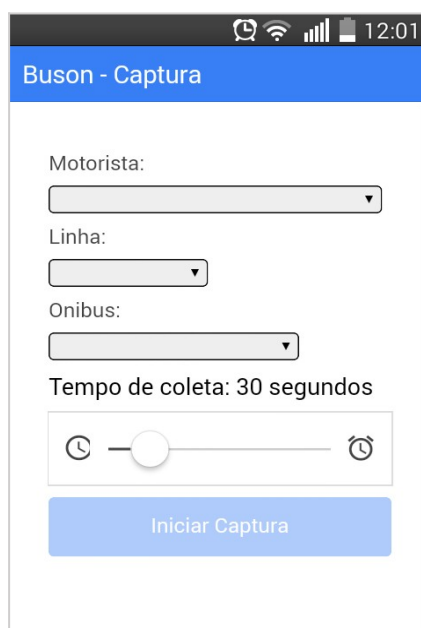 12:01
Buson - Captura
Motorista:
Linha:
Onibus:
Tempo de coleta: 30 segundos
Iniciar Captura